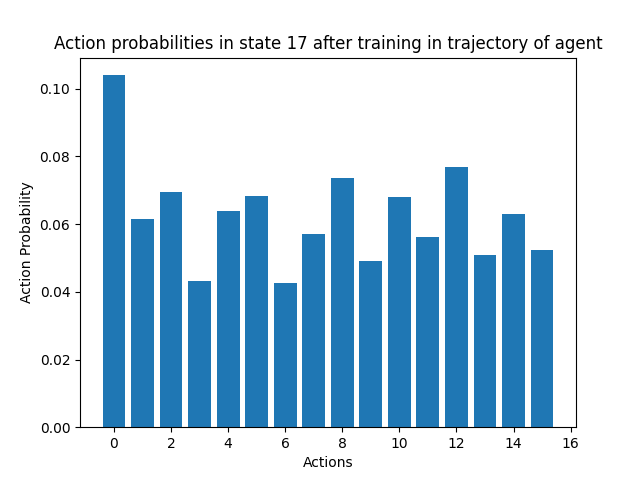 Action probabilities in state 17 after training in trajectory of agent
0.10
0.08
0.06
0.04
0.02
0.00
Action Probability
0 2 4 6 8 10 12 14 16
Actions